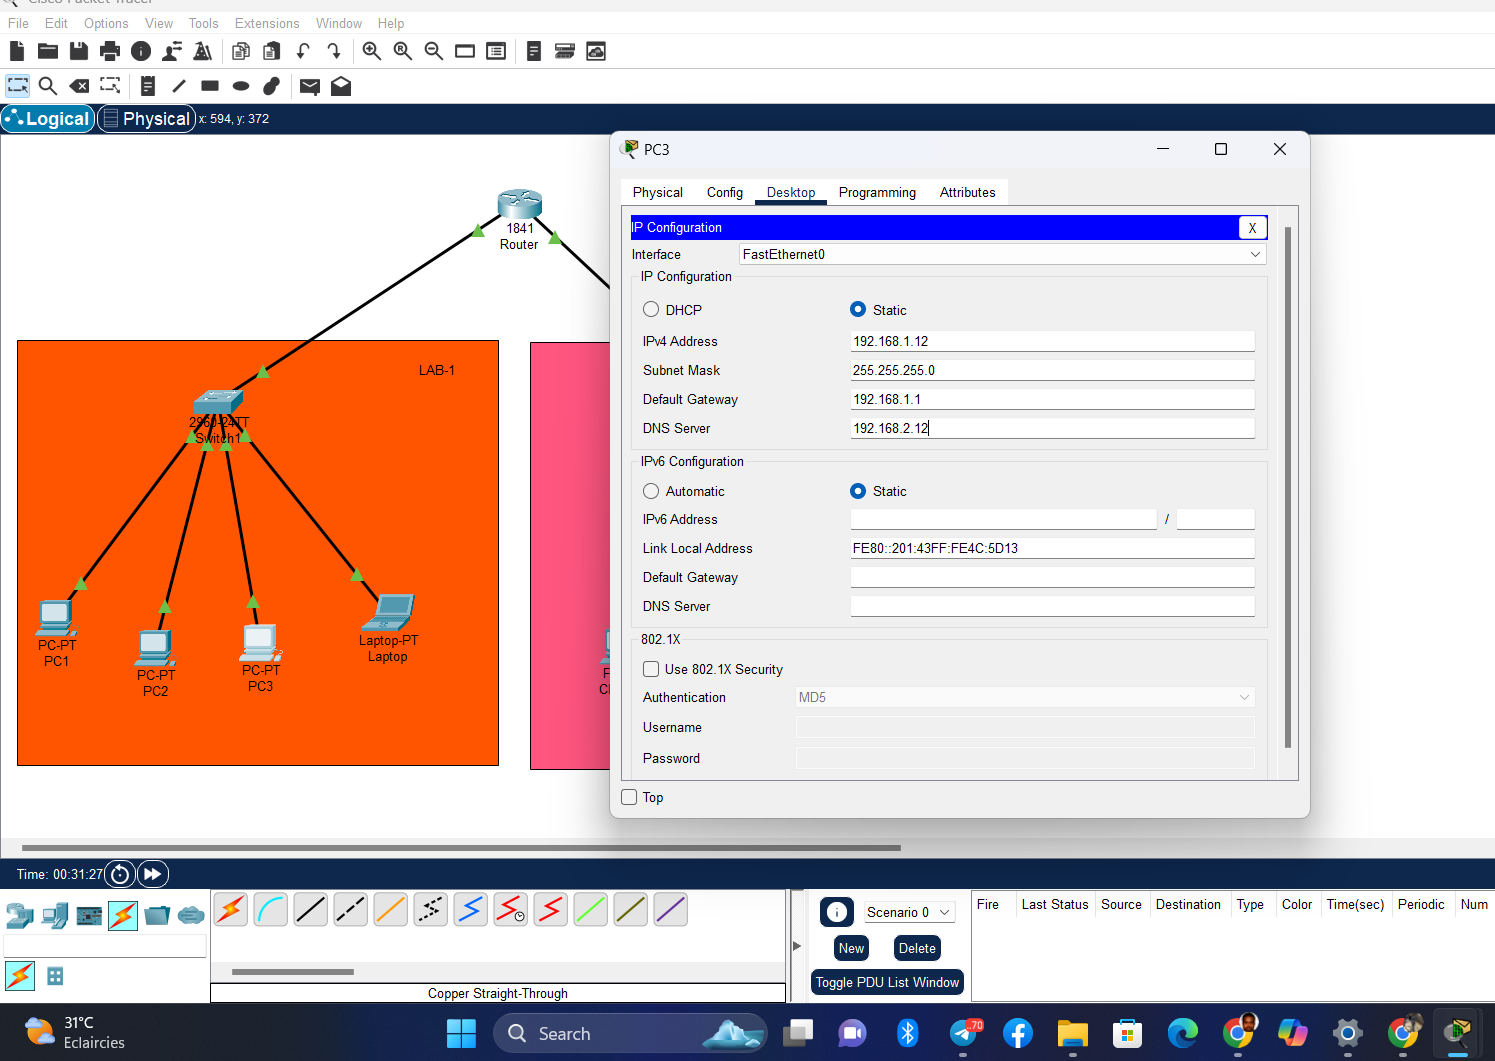 Cisco Packet Tracer
File Edit Options View Tools Extensions Window Help
Logical Physical x: 594, y: 372
1841
Router
LAB-1
2960-24TT
Switch1
PC-PT
PC1
PC-PT
PC2
PC-PT
PC3
Laptop-PT
Laptop
PC3
Physical Config Desktop Programming Attributes
IP Configuration X
Interface FastEthernet0
IP Configuration
DHCP Static
IPv4 Address 192.168.1.12
Subnet Mask 255.255.255.0
Default Gateway 192.168.1.1
DNS Server 192.168.2.12
IPv6 Configuration
Automatic Static
IPv6 Address /
Link Local Address FE80::201:43FF:FE4C:5D13
Default Gateway
DNS Server
802.1X
Use 802.1X Security
Authentication MD5
Username
Password
Top
Time: 00:31:27
Copper Straight-Through
Scenario 0
New Delete
Toggle PDU List Window
Fire Last Status Source Destination Type Color Time(sec) Periodic Num
31°C
Eclaircies
Search
..70